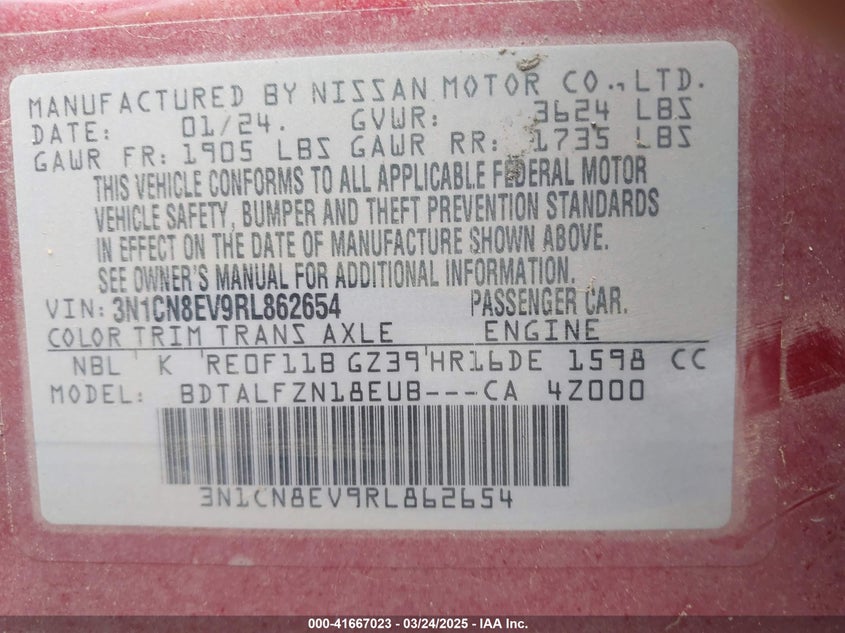 MANUFACTURED BY NISSAN MOTOR CO., LTD.
DATE: 01/24. GVWR: 3624 LBS
GAWR FR: 1905 LBS GAWR RR: 1735 LBS
THIS VEHICLE CONFORMS TO ALL APPLICABLE FEDERAL MOTOR
VEHICLE SAFETY, BUMPER AND THEFT PREVENTION STANDARDS
IN EFFECT ON THE DATE OF MANUFACTURE SHOWN ABOVE.
SEE OWNER'S MANUAL FOR ADDITIONAL INFORMATION.
VIN: 3N1CN8EV9RL862654 PASSENGER CAR.
COLOR TRIM TRANS AXLE ENGINE
NBL K RE0F11B GZ39 HR16DE 1598 CC
MODEL: BDTALFZN18EUB---CA 4Z000
3N1CN8EV9RL862654
000-41667023 - 03/24/2025 - IAA Inc.